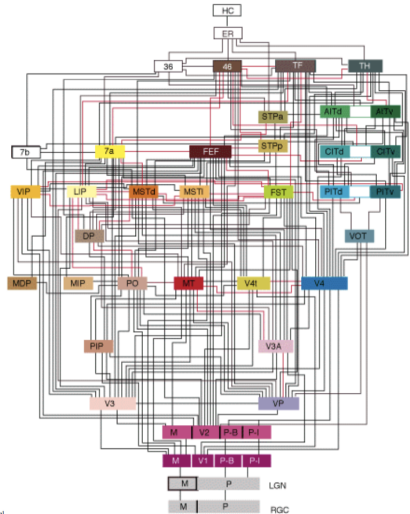 HC
ER
36 46 TF TH
STPa AITd AITv
7b 7a FEF STPp CITd CITv
VIP LIP MSTd MSTl FST PITd PITv
DP VOT
MDP MIP PO MT V4t V4
PIP V3A
V3 VP
M V2 P-B P-I
M V1 P-B P-I
M P LGN
M P RGC